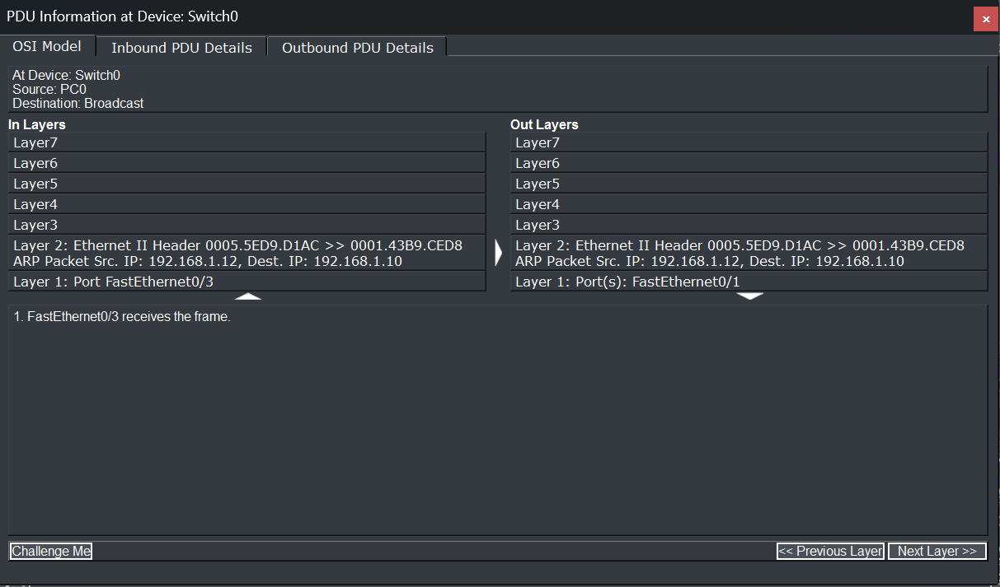 PDU Information at Device: Switch0
x
OSI Model
Inbound PDU Details
Outbound PDU Details
At Device: Switch0
Source: PC0
Destination: Broadcast
In Layers
Layer7
Layer6
Layer5
Layer4
Layer3
Layer 2: Ethernet II Header 0005.5ED9.D1AC >> 0001.43B9.CED8
ARP Packet Src. IP: 192.168.1.12, Dest. IP: 192.168.1.10
Layer 1: Port FastEthernet0/3
Out Layers
Layer7
Layer6
Layer5
Layer4
Layer3
Layer 2: Ethernet II Header 0005.5ED9.D1AC >> 0001.43B9.CED8
ARP Packet Src. IP: 192.168.1.12, Dest. IP: 192.168.1.10
Layer 1: Port(s): FastEthernet0/1
1. FastEthernet0/3 receives the frame.
Challenge Me
<< Previous Layer
Next Layer >>